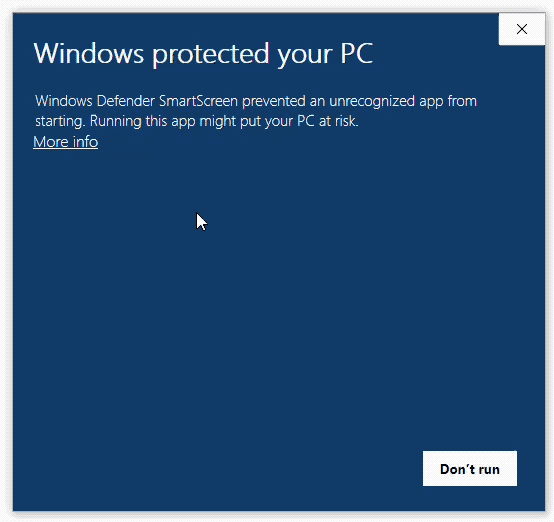 Windows protected your PC
Windows Defender SmartScreen prevented an unrecognized app from
starting. Running this app might put your PC at risk.
More info
Don't run